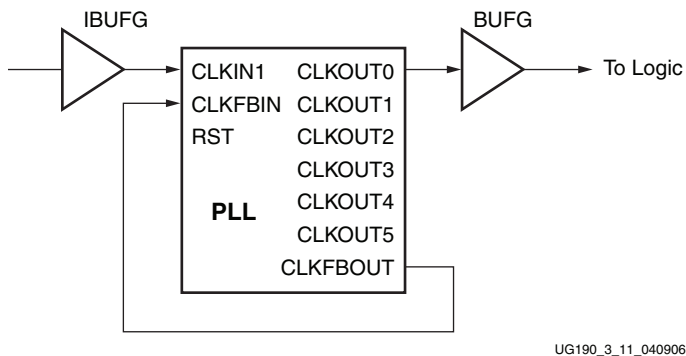 IBUFG
BUFG
CLKIN1 CLKOUT0
To Logic
CLKFBIN CLKOUT1
RST CLKOUT2
CLKOUT3
PLL CLKOUT4
CLKOUT5
CLKFBOUT
UG190_3_11_040906